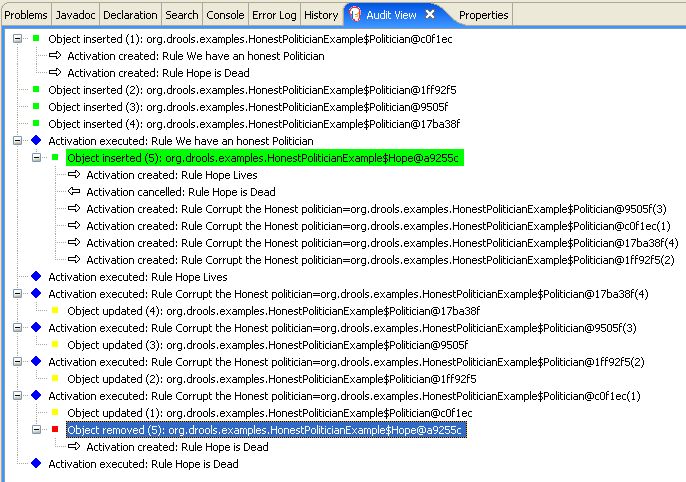 Problems Javadoc Declaration Search Console Error Log History Audit View Properties
Object inserted (1): org.drools.examples.HonestPoliticianExample$Politician@c0f1ec
Activation created: Rule We have an honest Politician
Activation created: Rule Hope is Dead
Object inserted (2): org.drools.examples.HonestPoliticianExample$Politician@1ff92f5
Object inserted (3): org.drools.examples.HonestPoliticianExample$Politician@9505f
Object inserted (4): org.drools.examples.HonestPoliticianExample$Politician@17ba38f
Activation executed: Rule We have an honest Politician
Object inserted (5): org.drools.examples.HonestPoliticianExample$Hope@a9255c
Activation created: Rule Hope Lives
Activation cancelled: Rule Hope is Dead
Activation created: Rule Corrupt the Honest politician=org.drools.examples.HonestPoliticianExample$Politician@9505f(3)
Activation created: Rule Corrupt the Honest politician=org.drools.examples.HonestPoliticianExample$Politician@c0f1ec(1)
Activation created: Rule Corrupt the Honest politician=org.drools.examples.HonestPoliticianExample$Politician@17ba38f(4)
Activation created: Rule Corrupt the Honest politician=org.drools.examples.HonestPoliticianExample$Politician@1ff92f5(2)
Activation executed: Rule Hope Lives
Activation executed: Rule Corrupt the Honest politician=org.drools.examples.HonestPoliticianExample$Politician@17ba38f(4)
Object updated (4): org.drools.examples.HonestPoliticianExample$Politician@17ba38f
Activation executed: Rule Corrupt the Honest politician=org.drools.examples.HonestPoliticianExample$Politician@9505f(3)
Object updated (3): org.drools.examples.HonestPoliticianExample$Politician@9505f
Activation executed: Rule Corrupt the Honest politician=org.drools.examples.HonestPoliticianExample$Politician@1ff92f5(2)
Object updated (2): org.drools.examples.HonestPoliticianExample$Politician@1ff92f5
Activation executed: Rule Corrupt the Honest politician=org.drools.examples.HonestPoliticianExample$Politician@c0f1ec(1)
Object updated (1): org.drools.examples.HonestPoliticianExample$Politician@c0f1ec
Object removed (5): org.drools.examples.HonestPoliticianExample$Hope@a9255c
Activation created: Rule Hope is Dead
Activation executed: Rule Hope is Dead